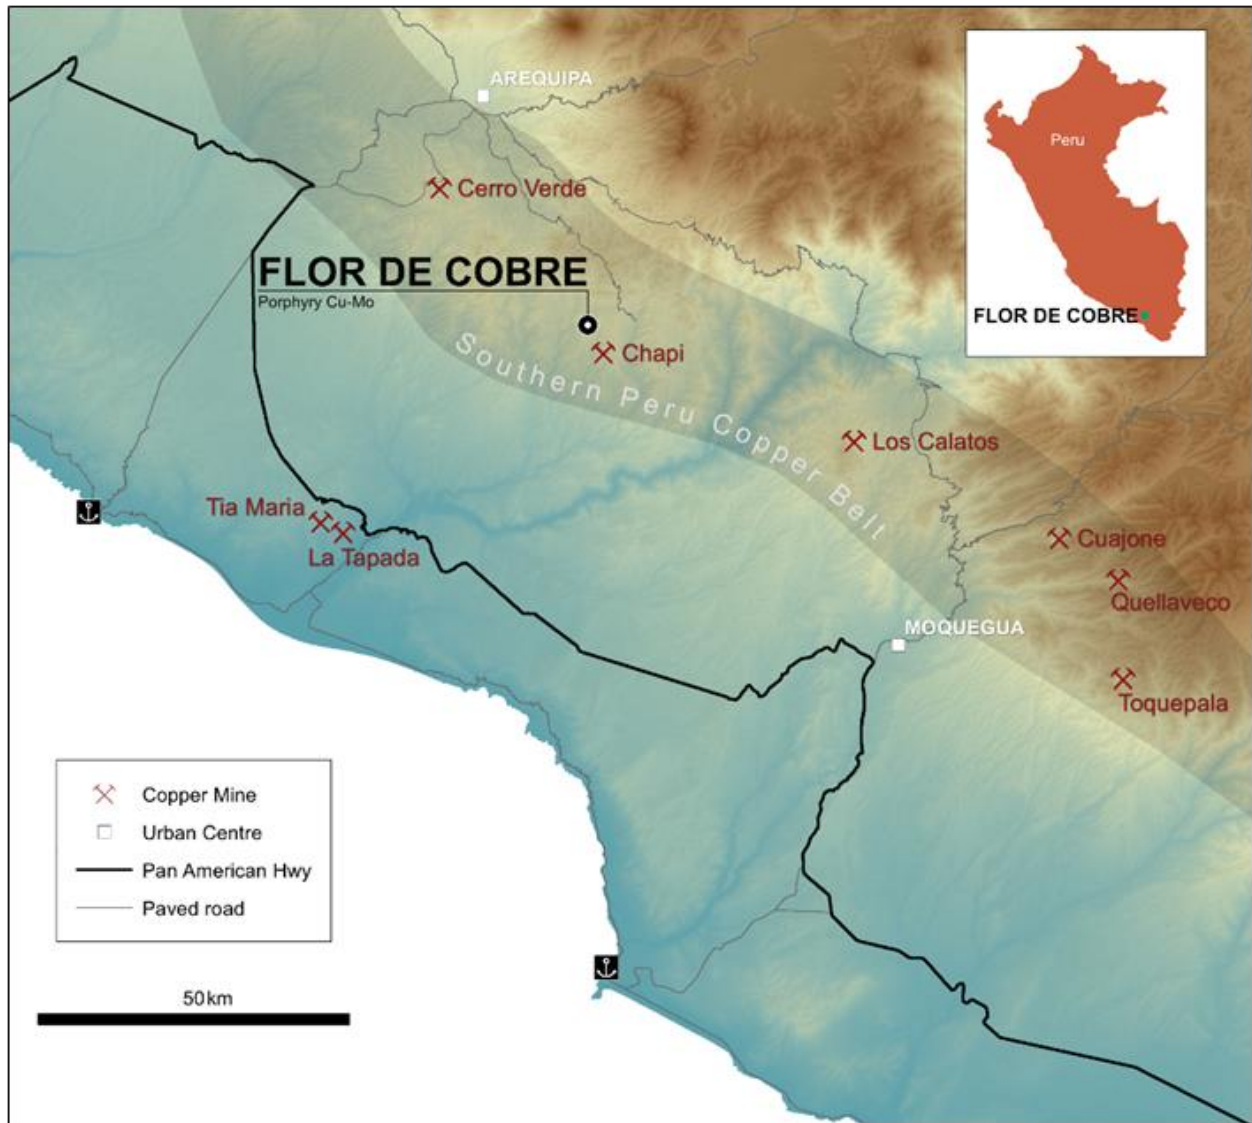 AREQUIPA
Peru
Cerro Verde
FLOR DE COBRE
Porphyry Cu-Mo
FLOR DE COBRE
Chapi
Southern Peru Copper Belt
Los Calatos
Tia Maria
La Tapada
Cuajone
Quellaveco
MOQUEGUA
Toquepala
Copper Mine
Urban Centre
Pan American Hwy
Paved road
50km